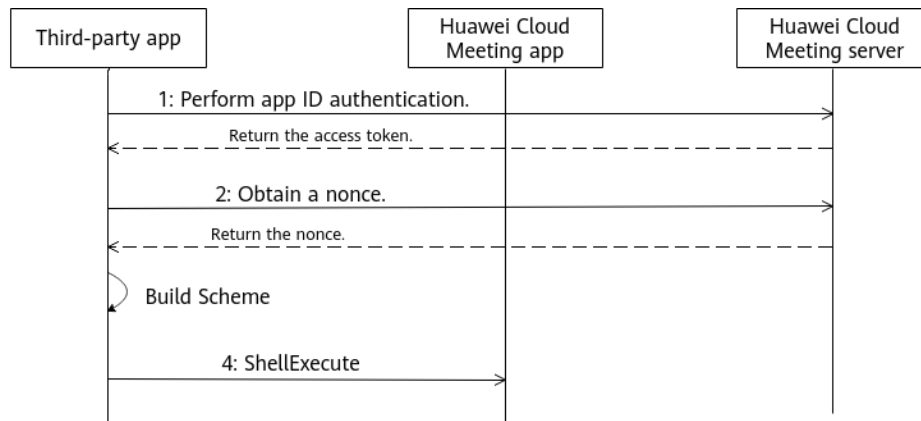 Third-party app
Huawei Cloud
Meeting app
Huawei Cloud
Meeting server
1: Perform app ID authentication.
Return the access token.
2: Obtain a nonce.
Return the nonce.
Build Scheme
4: ShellExecute